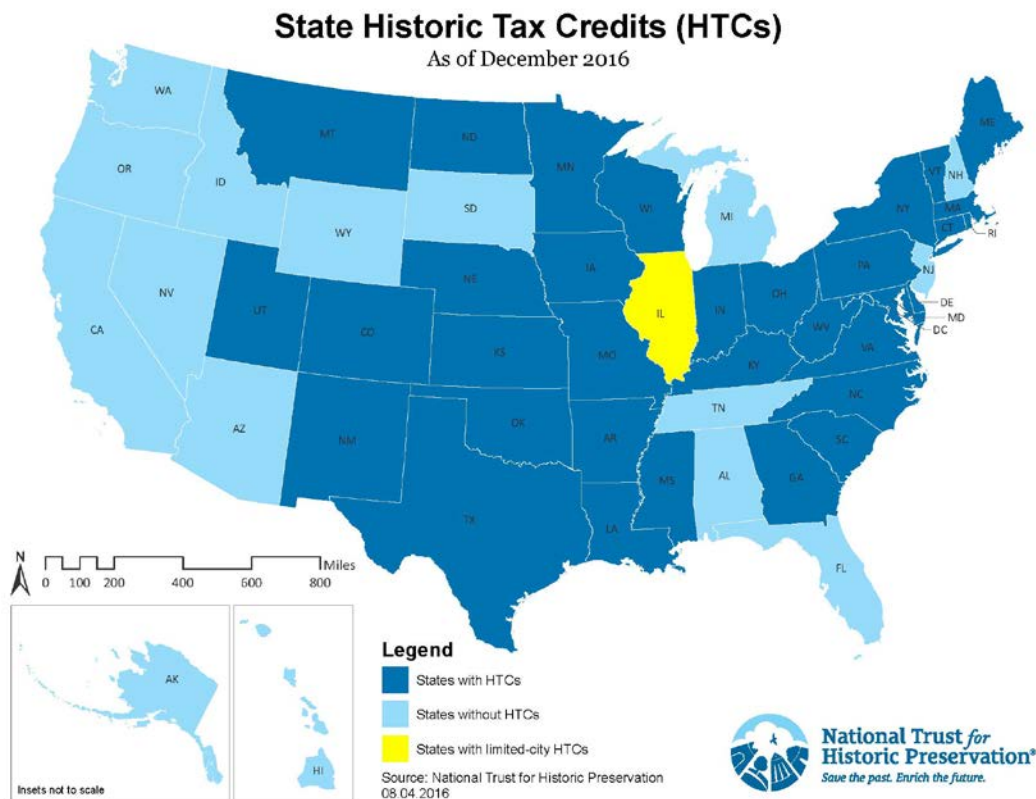 State Historic Tax Credits (HTCs)
As of December 2016
WA
MT
ND
MN
ME
OR
ID
SD
WI
MI
VT
NH
NY
MA
CT
RI
WY
NE
IA
PA
NJ
NV
UT
CO
IL
IN
OH
DE
MD
DC
CA
KS
MO
WV
VA
KY
AZ
NM
OK
AR
TN
NC
SC
TX
LA
MS
AL
GA
FL
N
0 100 200 400 600 800
Miles
AK
HI
Insets not to scale
Legend
States with HTCs
States without HTCs
States with limited-city HTCs
Source: National Trust for Historic Preservation
08.04.2016
National Trust for
Historic Preservation®
Save the past. Enrich the future.